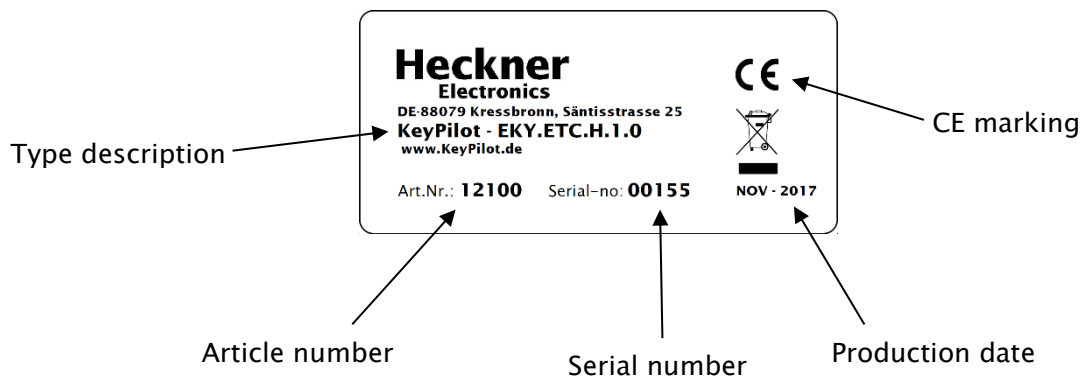 Heckner
Electronics
DE-88079 Kressbronn, Säntisstrasse 25
KeyPilot - EKY.ETC.H.1.0
www.KeyPilot.de
Art.Nr.: 12100 Serial-no: 00155
CE
NOV - 2017
Type description
CE marking
Article number
Serial number
Production date